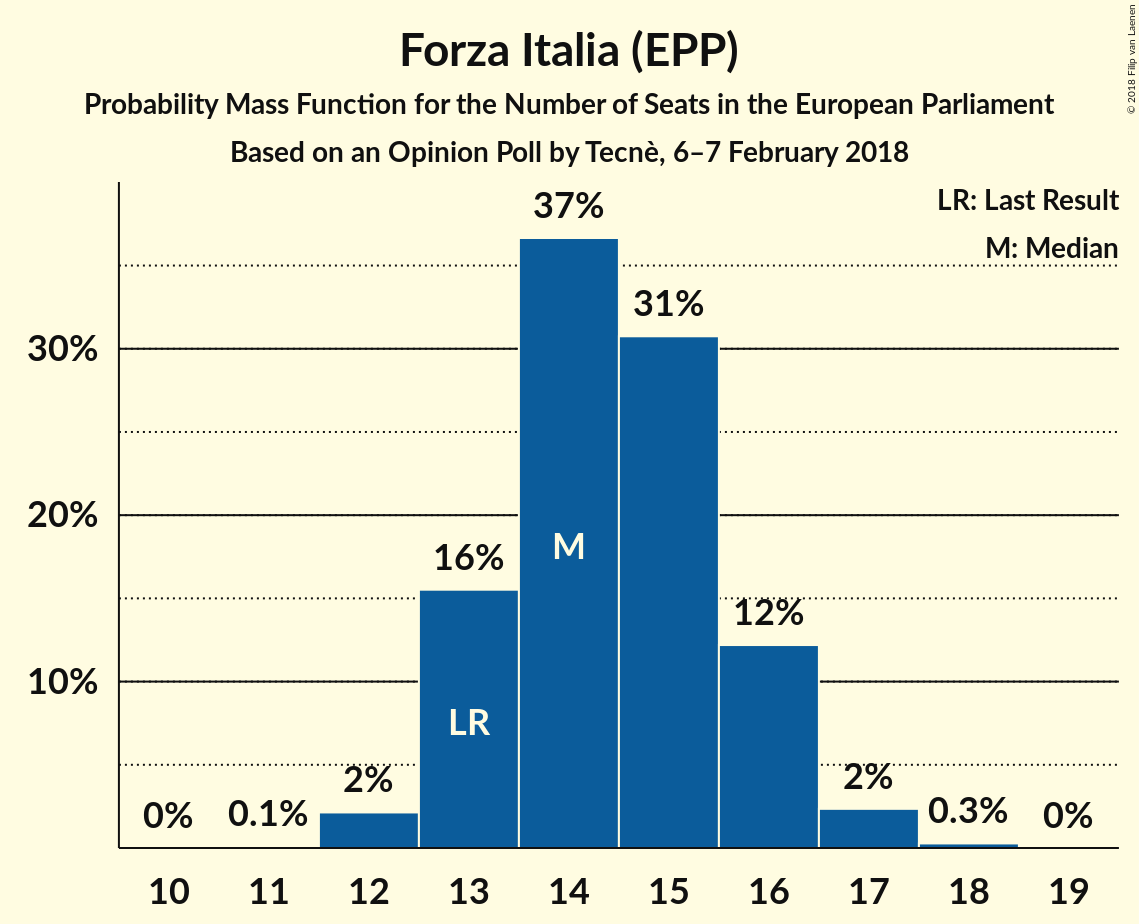 Forza Italia (EPP)
Probability Mass Function for the Number of Seats in the European Parliament
Based on an Opinion Poll by Tecnè, 6–7 February 2018
© 2018 Filip van Laenen
LR: Last Result
M: Median
37%
31%
30%
20%
16%
M
12%
10%
LR
2%
2%
0%
0.1%
0.3%
0%
10 11 12 13 14 15 16 17 18 19